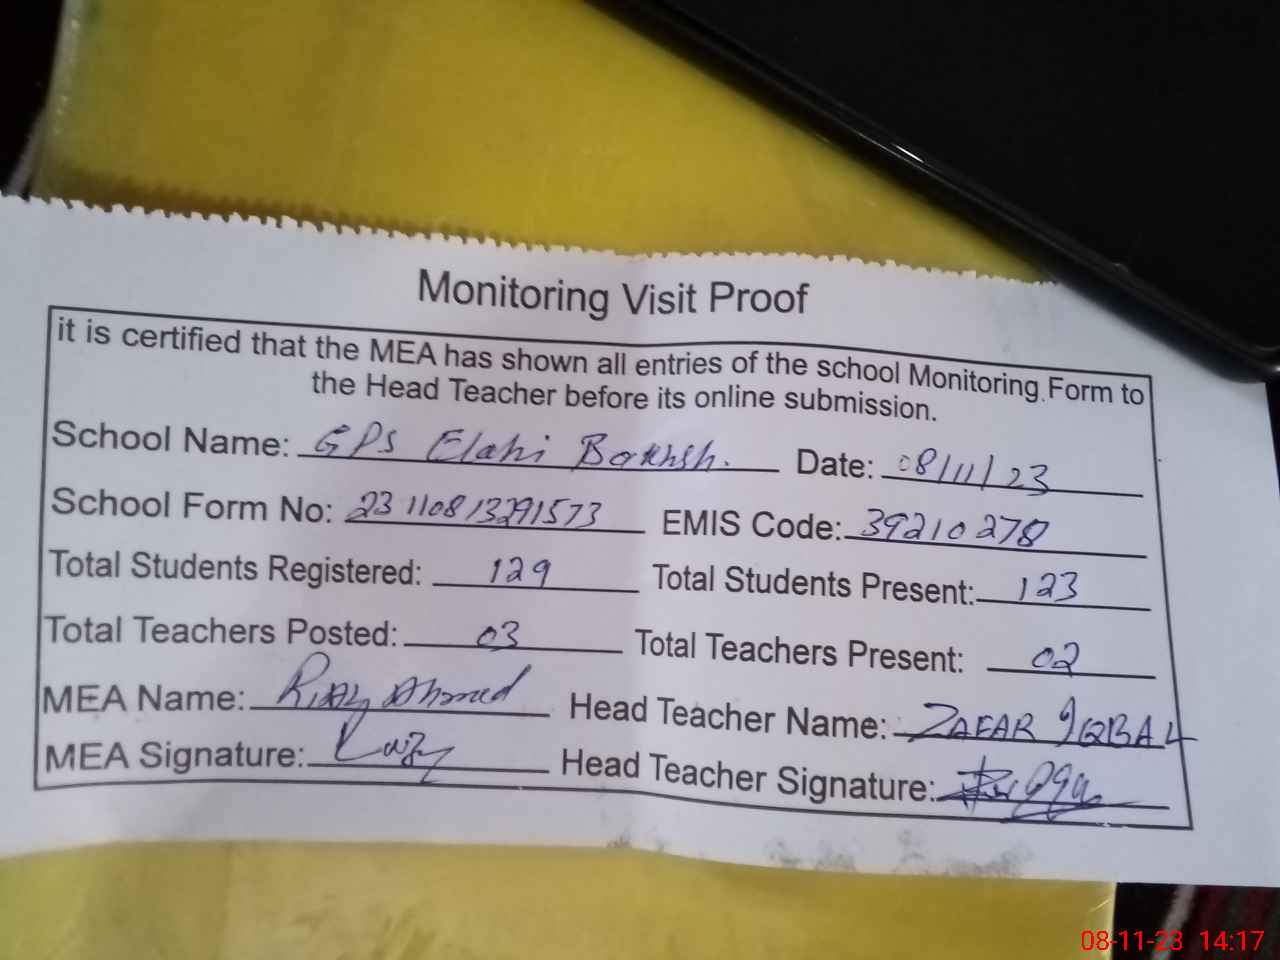 Monitoring Visit Proof
it is certified that the MEA has shown all entries of the school Monitoring Form to
the Head Teacher before its online submission.
School Name: GPS Elahi Bakhsh. Date: 08/11/23
School Form No: 23110813291573 EMIS Code: 39210278
Total Students Registered: 129 Total Students Present: 123
Total Teachers Posted: 03 Total Teachers Present: 02
MEA Name: Riaz Ahmed Head Teacher Name: ZAFAR IQBAL
MEA Signature: Head Teacher Signature:
08-11-23 14:17